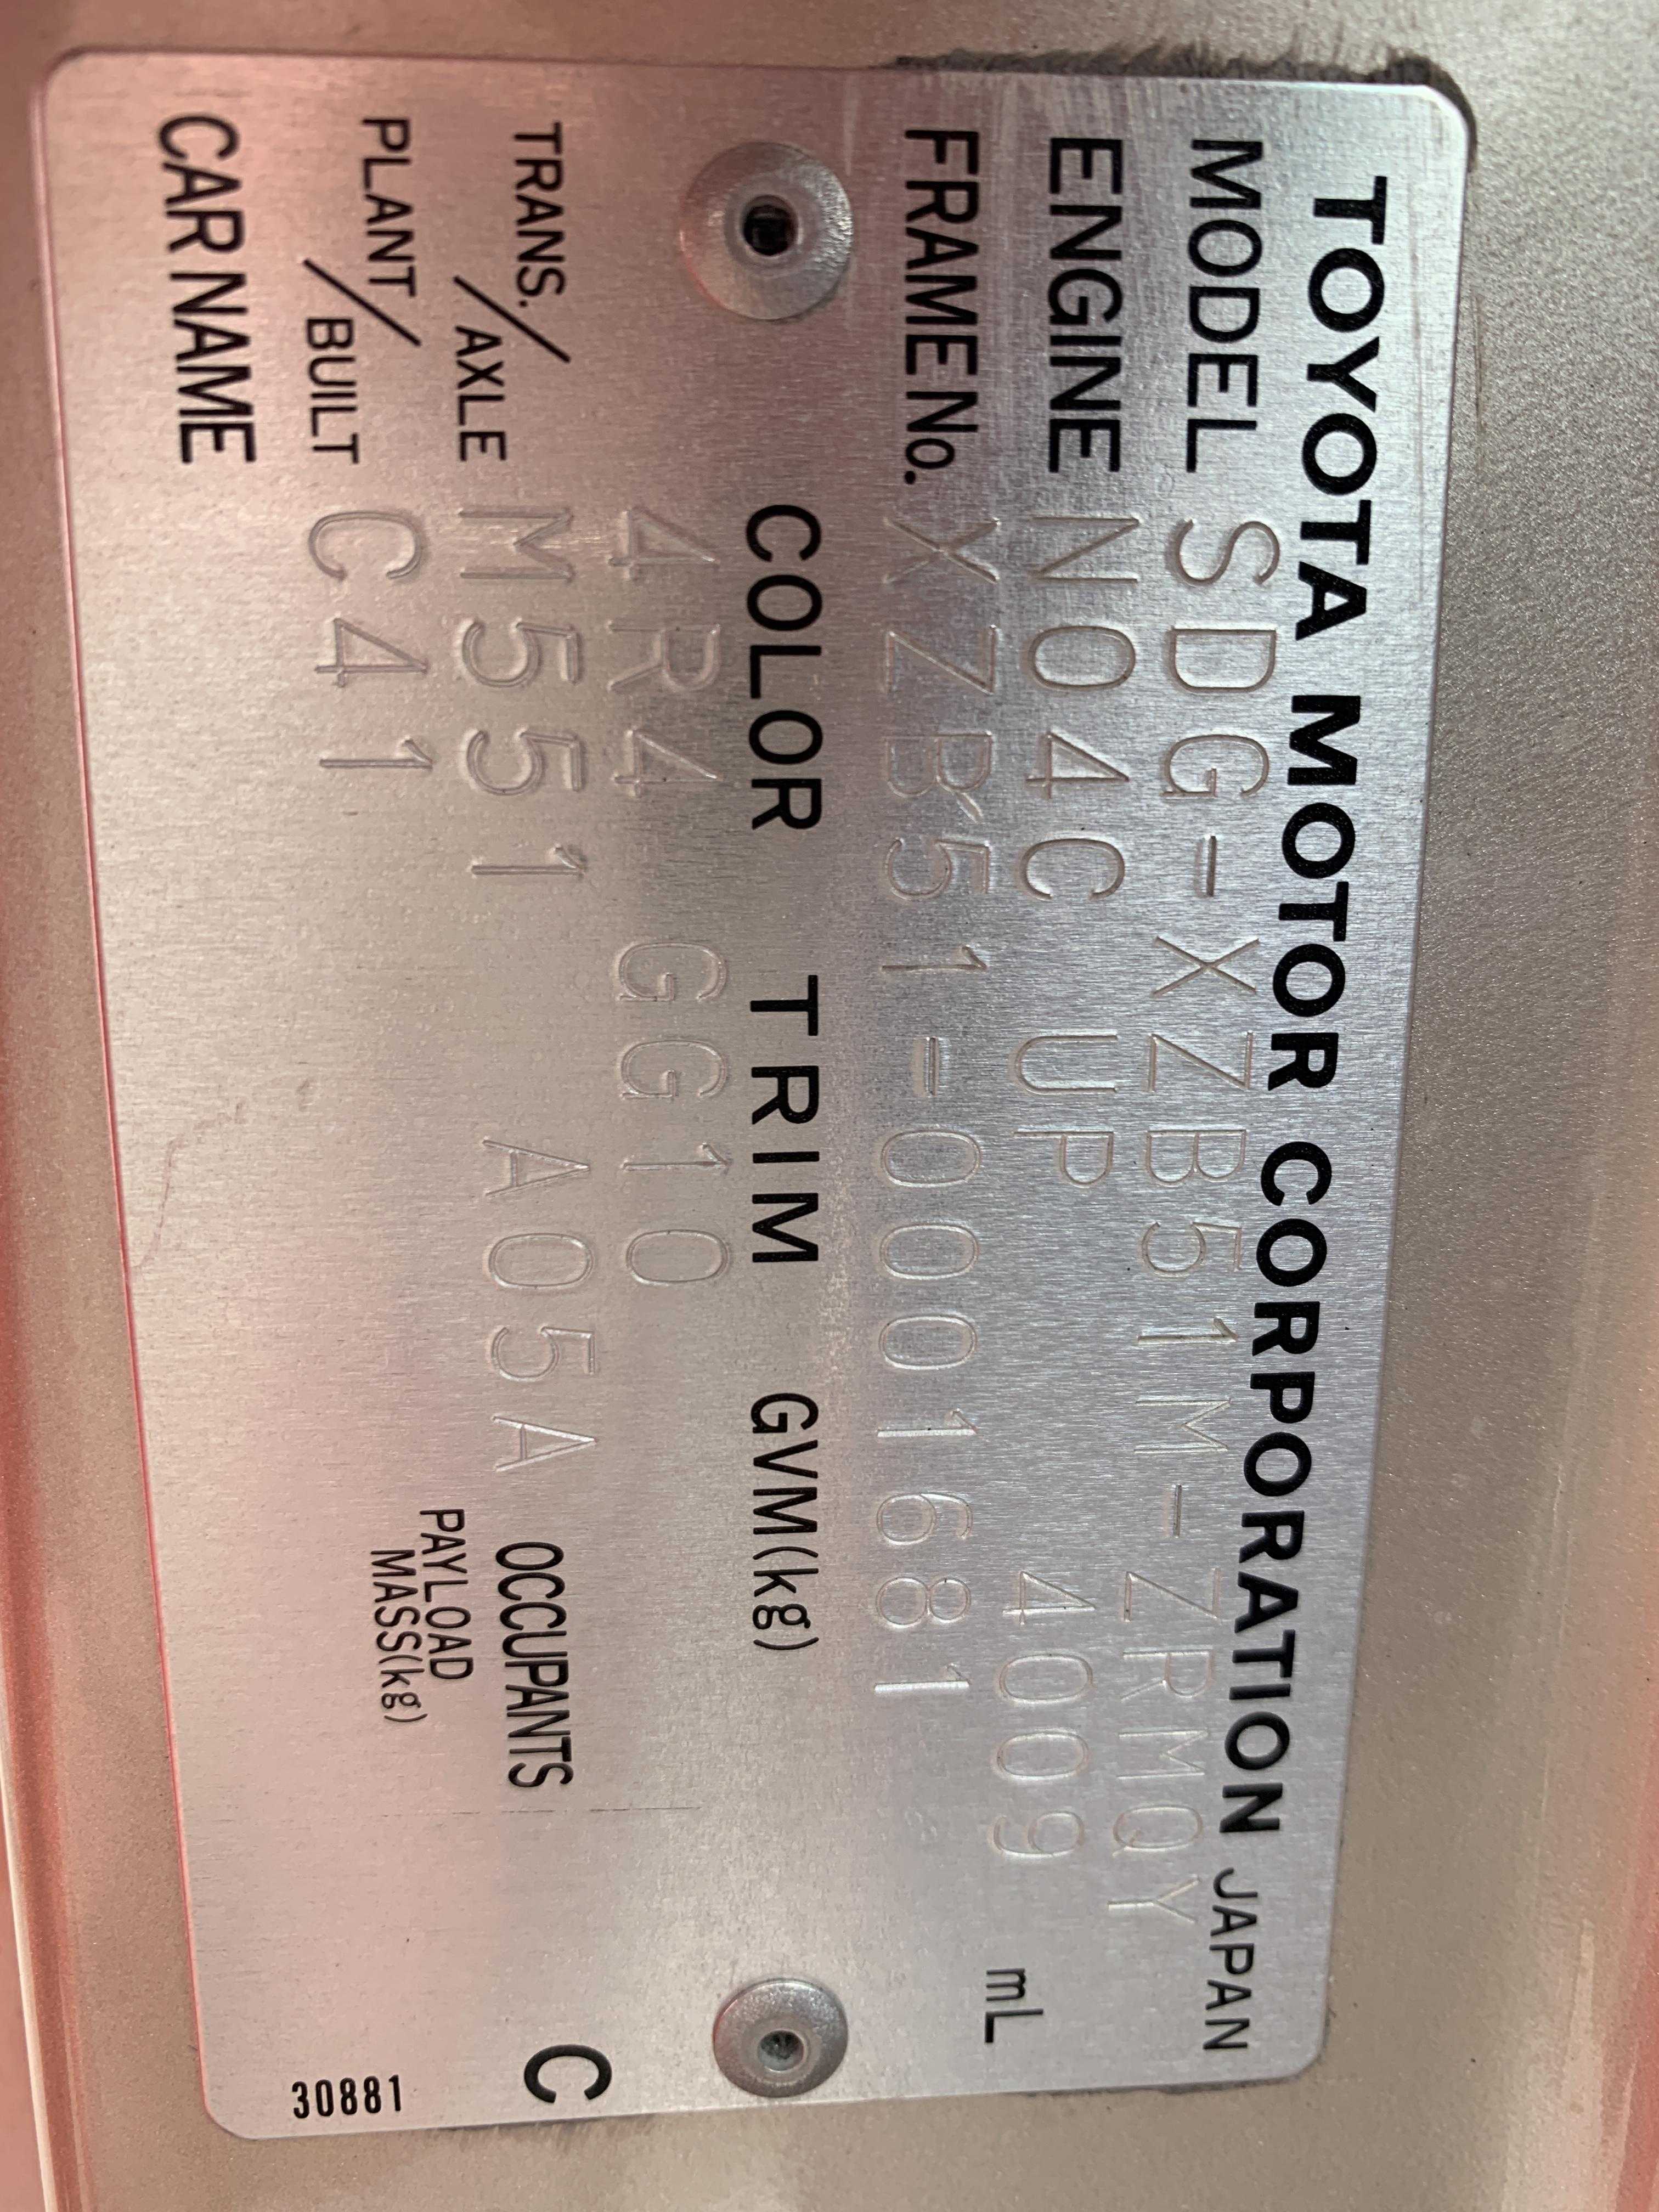 TOYOTA MOTOR CORPORATION JAPAN
MODEL SDG-XZB51M-ZRMQY
ENGINE N04C UP 4009 mL
FRAME No. XZB51-0001681
COLOR TRIM GVM(kg)
4R4 GG10
TRANS./AXLE M551 A05A OCCUPANTS C
PLANT/BUILT C41 PAYLOAD MASS(kg)
CAR NAME 30881